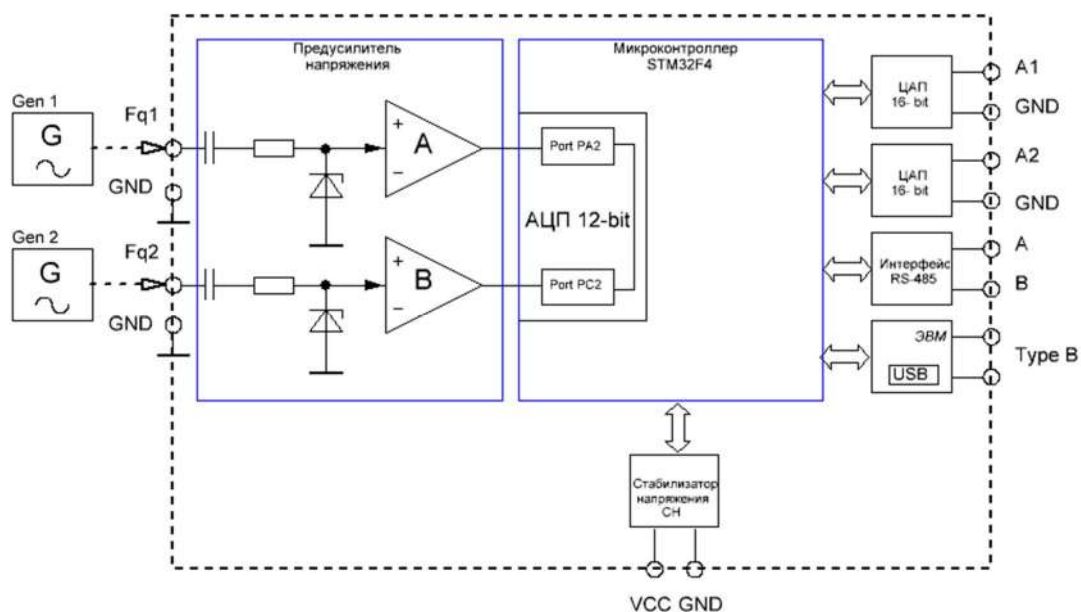 Предусилитель
напряжения
Микроконтроллер
STM32F4
Gen 1
G
Fq1
GND
+
A
−
Port PA2
АЦП 12-bit
Gen 2
G
Fq2
GND
+
B
−
Port PC2
ЦАП
16- bit
A1
GND
ЦАП
16- bit
A2
GND
Интерфейс
RS-485
A
B
ЭВМ
USB
Type B
Стабилизатор
напряжения
СН
VCC GND